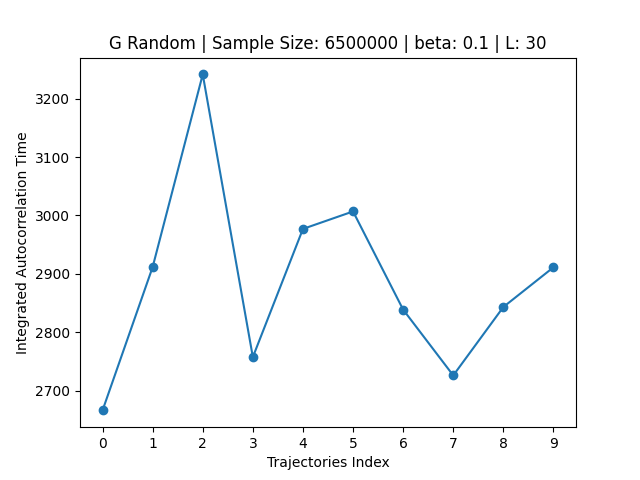 G Random | Sample Size: 6500000 | beta: 0.1 | L: 30
Integrated Autocorrelation Time
3200
3100
3000
2900
2800
2700
0 1 2 3 4 5 6 7 8 9
Trajectories Index